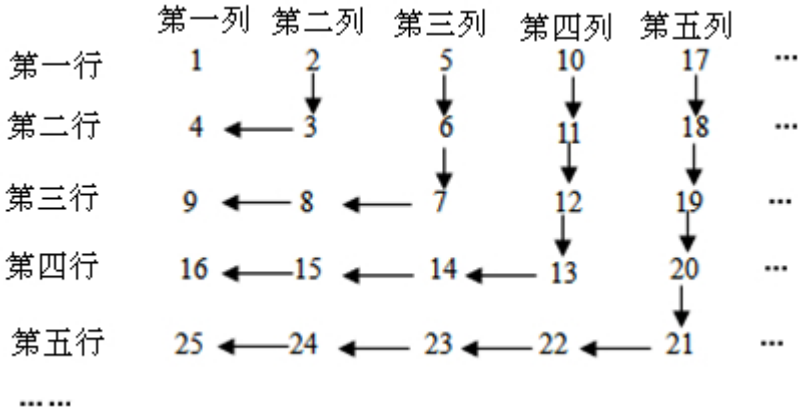 第一列 第二列 第三列 第四列 第五列
第一行 1 2 5 10 17 ...
第二行 4 3 6 11 18 ...
第三行 9 8 7 12 19 ...
第四行 16 15 14 13 20 ...
第五行 25 24 23 22 21 ...
... ...